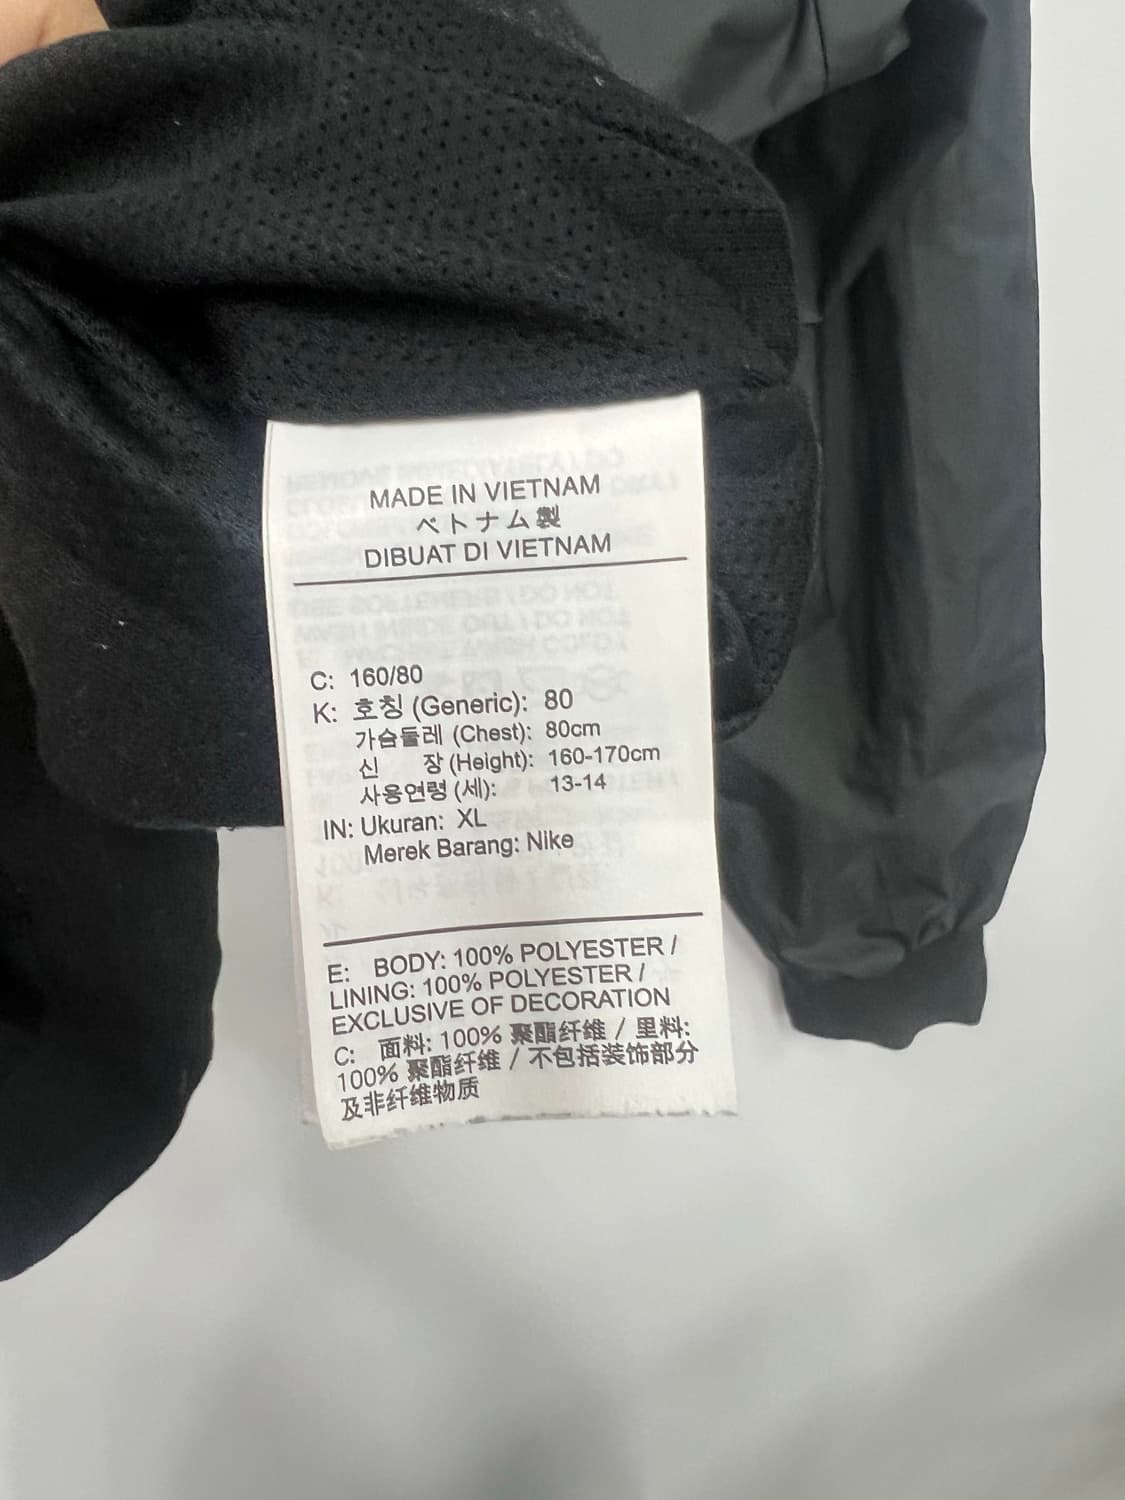 MADE IN VIETNAM
ベトナム製
DIBUAT DI VIETNAM
C: 160/80
K: 호칭 (Generic): 80
가슴둘레 (Chest): 80cm
신 장 (Height): 160-170cm
사용연령 (세): 13-14
IN: Ukuran: XL
Merek Barang: Nike
E: BODY: 100% POLYESTER /
LINING: 100% POLYESTER /
EXCLUSIVE OF DECORATION
C: 面料: 100% 聚酯纤维 / 里料:
100% 聚酯纤维 / 不包括装饰部分
及非纤维物质